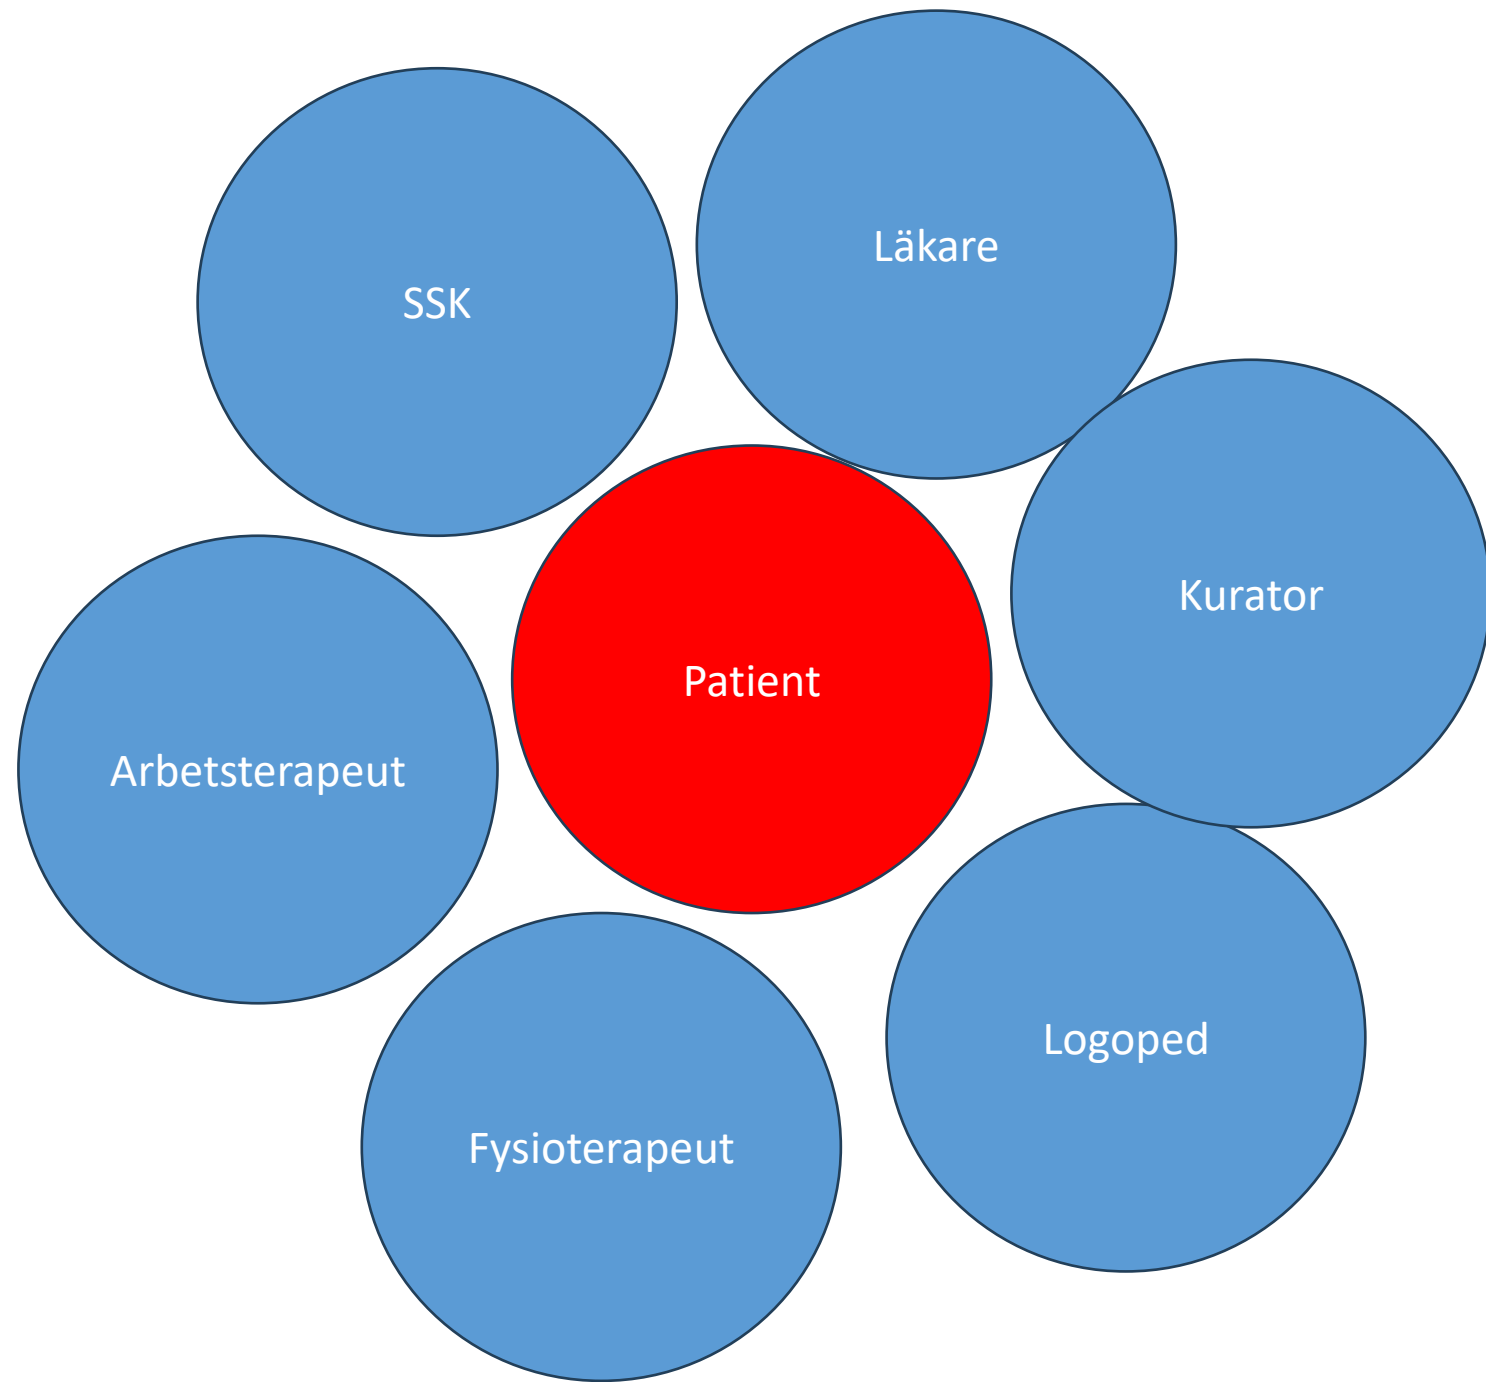 Läkare
SSK
Kurator
Patient
Arbetsterapeut
Logoped
Fysioterapeut